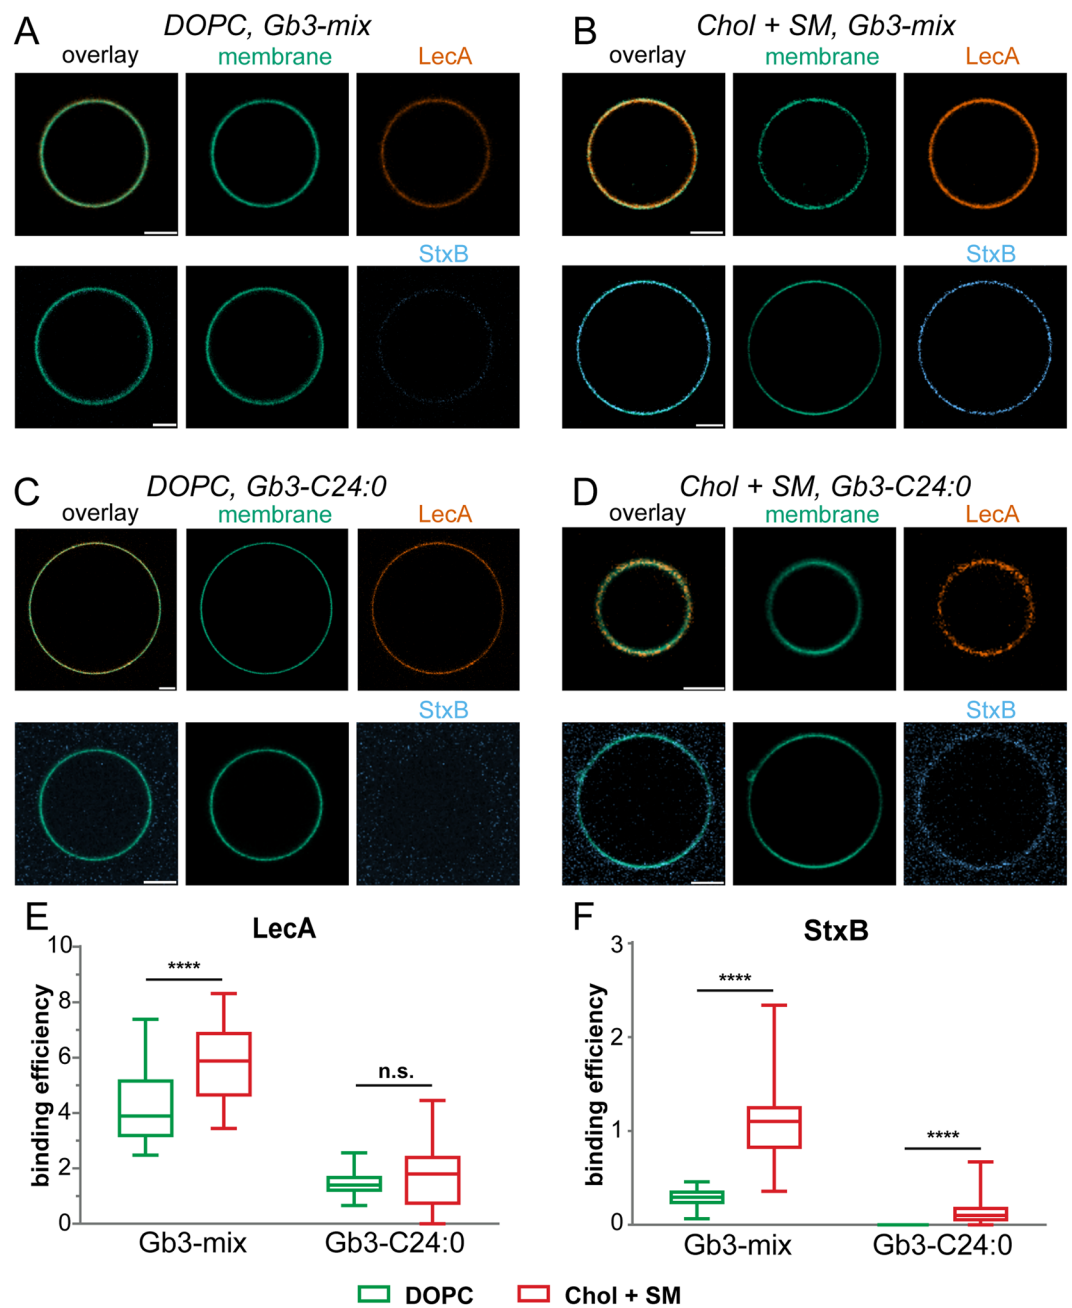 A
DOPC, Gb3-mix
overlay membrane LecA
StxB
B
Chol + SM, Gb3-mix
overlay membrane LecA
StxB
C
DOPC, Gb3-C24:0
overlay membrane LecA
StxB
D
Chol + SM, Gb3-C24:0
overlay membrane LecA
StxB
E
LecA
binding efficiency
10
8
6
4
2
0
****
n.s.
Gb3-mix Gb3-C24:0
F
StxB
binding efficiency
3
2
1
0
****
****
Gb3-mix Gb3-C24:0
DOPC Chol + SM